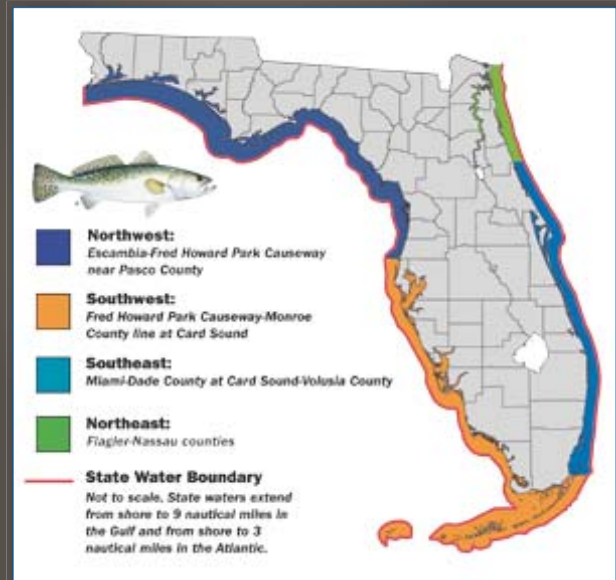 Northwest:
Escambia-Fred Howard Park Causeway
near Pasco County
Southwest:
Fred Howard Park Causeway-Monroe
County line at Card Sound
Southeast:
Miami-Dade County at Card Sound-Volusia County
Northeast:
Flagler-Nassau counties
State Water Boundary
Not to scale. State waters extend
from shore to 9 nautical miles in
the Gulf and from shore to 3
nautical miles in the Atlantic.